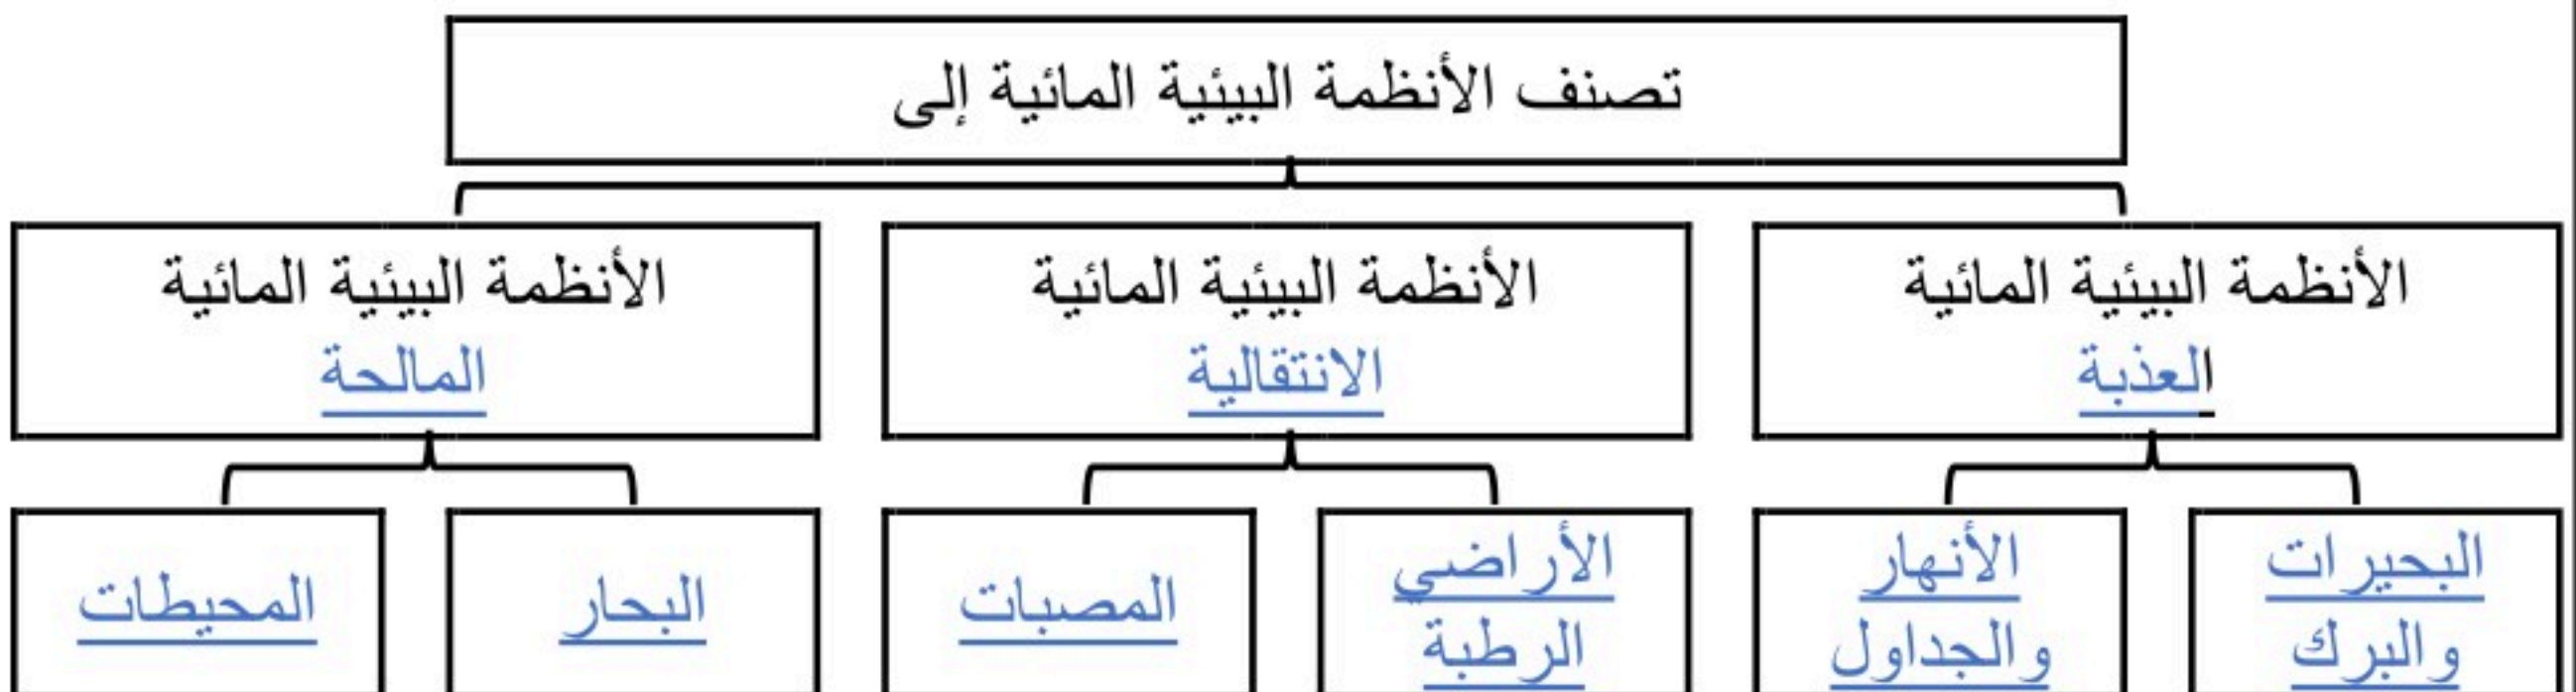 تصنف الأنظمة البيئية المائية إلى
الأنظمة البيئية المائية
العذبة
الأنظمة البيئية المائية
الانتقالية
الأنظمة البيئية المائية
المالحة
البحيرات
والبرك
الأنهار
والجداول
الأراضي
الرطبة
المصبات
البحار
المحيطات